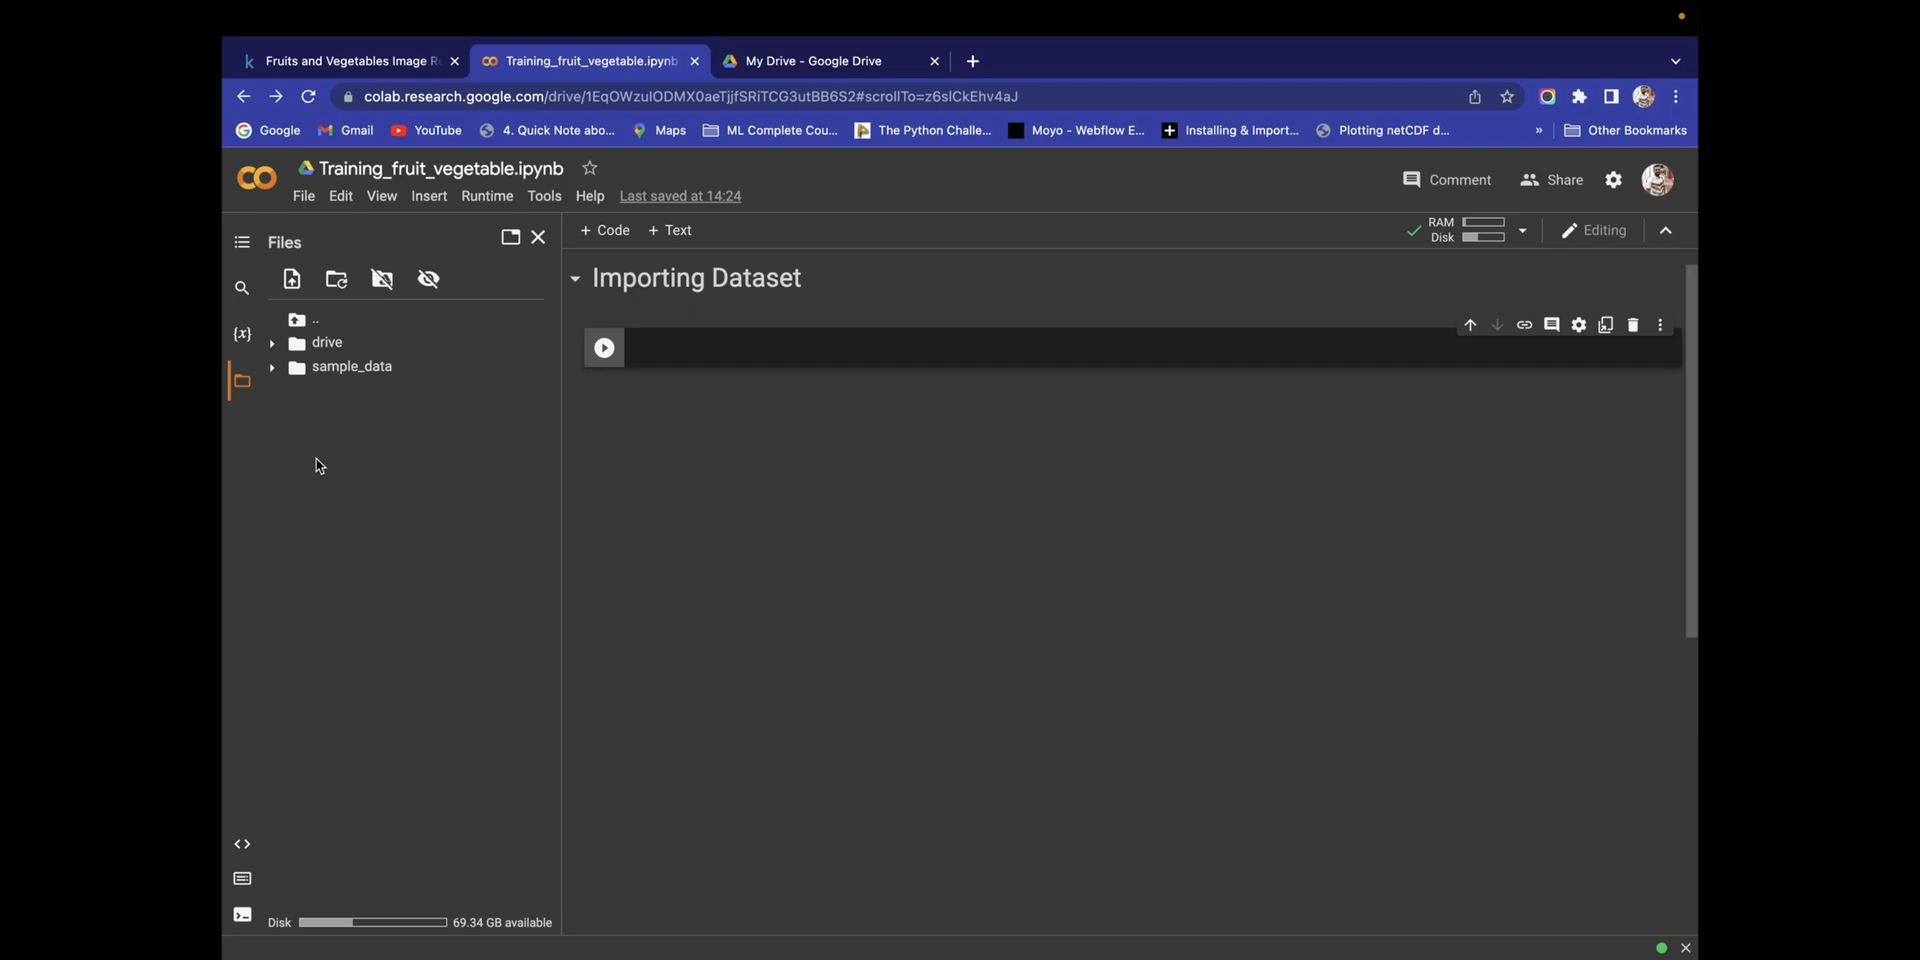 Fruits and Vegetables Image R
Training_fruit_vegetable.ipynb
My Drive - Google Drive
colab.research.google.com/drive/1EqOWzulODMX0aeTjjfSRiTCG3utBB6S2#scrollTo=z6slCkEhv4aJ
Google
Gmail
YouTube
4. Quick Note abo...
Maps
ML Complete Cou...
The Python Challe...
Moyo - Webflow E...
Installing & Import...
Plotting netCDF d...
»
Other Bookmarks
Training_fruit_vegetable.ipynb
Comment
Share
File Edit View Insert Runtime Tools Help Last saved at 14:24
Files
+ Code + Text
RAM
Disk
Editing
Importing Dataset
{x}
..
drive
sample_data
Disk 69.34 GB available